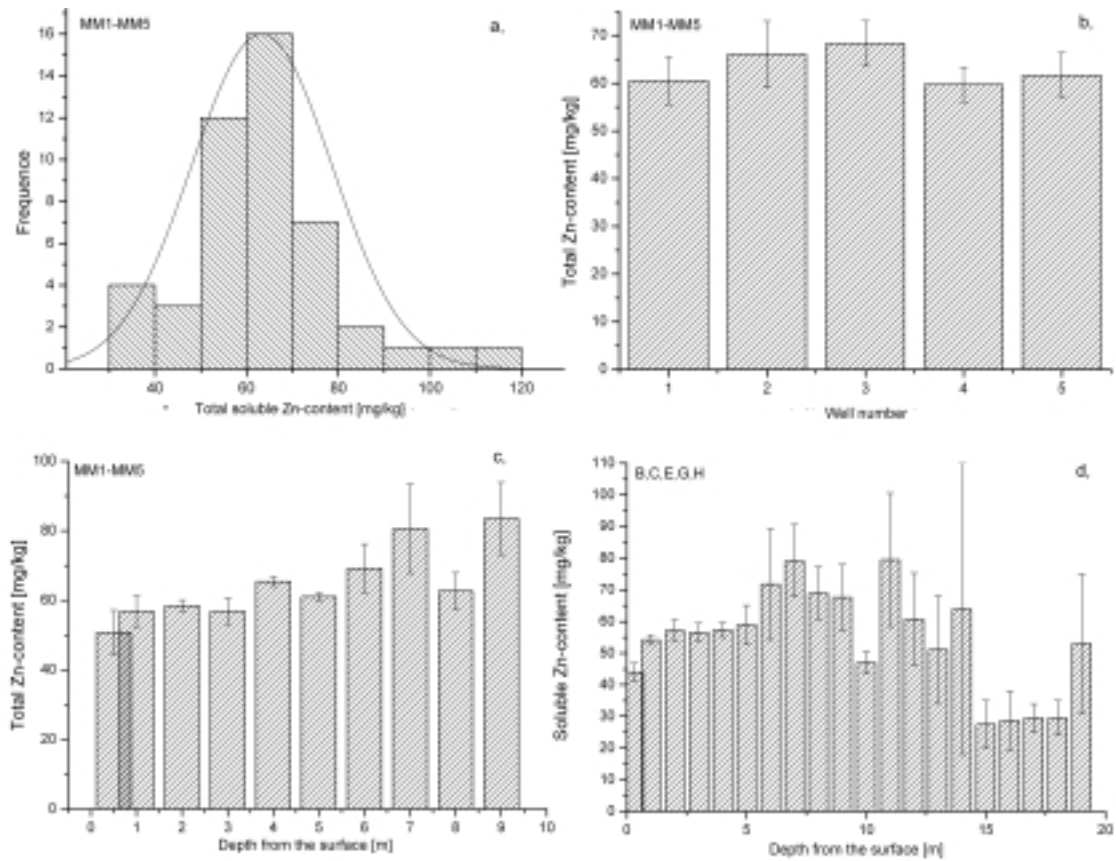 MM1-MM5
a,
16
14
12
10
8
6
4
2
0
Frequence
40 60 80 100 120
Total soluble Zn-content [mg/kg]
MM1-MM5
b,
70
60
50
40
30
20
10
0
Total Zn-content [mg/kg]
1 2 3 4 5
Well number
MM1-MM5
c,
100
80
60
40
20
0
Total Zn-content [mg/kg]
0 1 2 3 4 5 6 7 8 9 10
Depth from the surface [m]
B,C,E,G,H
d,
110
100
90
80
70
60
50
40
30
20
10
0
Soluble Zn-content [mg/kg]
0 5 10 15 20
Depth from the surface [m]